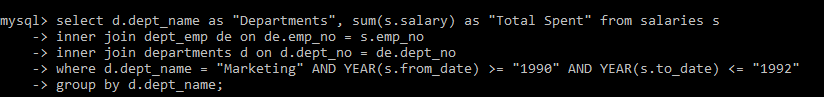 mysql> select d.dept_name as "Departments", sum(s.salary) as "Total Spent" from salaries s
-> inner join dept_emp de on de.emp_no = s.emp_no
-> inner join departments d on d.dept_no = de.dept_no
-> where d.dept_name = "Marketing" AND YEAR(s.from_date) >= "1990" AND YEAR(s.to_date) <= "1992"
-> group by d.dept_name;